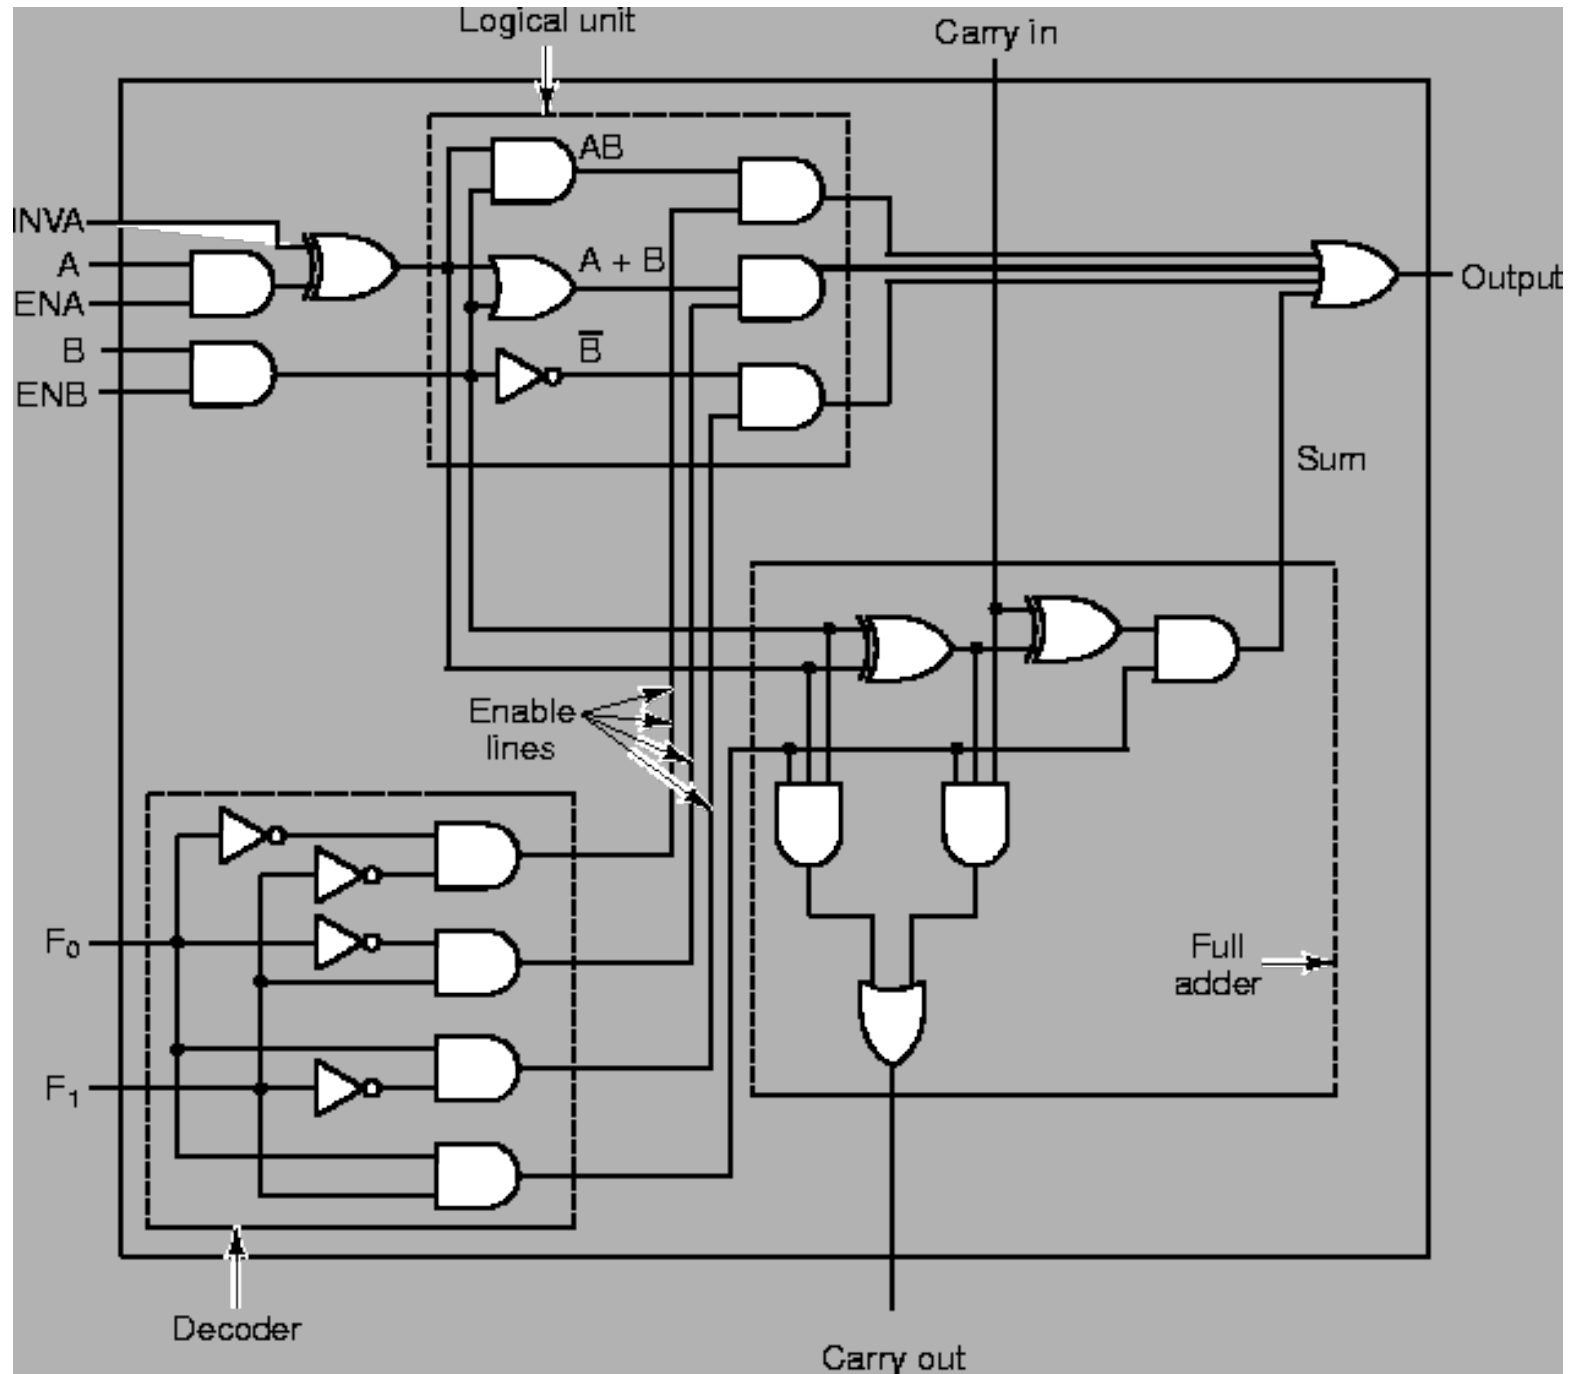 Logical unit
Carry in
AB
INVA
A
ENA
A + B
Output
B
B̅
ENB
Sum
Enable
lines
F₀
Full
adder
F₁
Decoder
Carry out